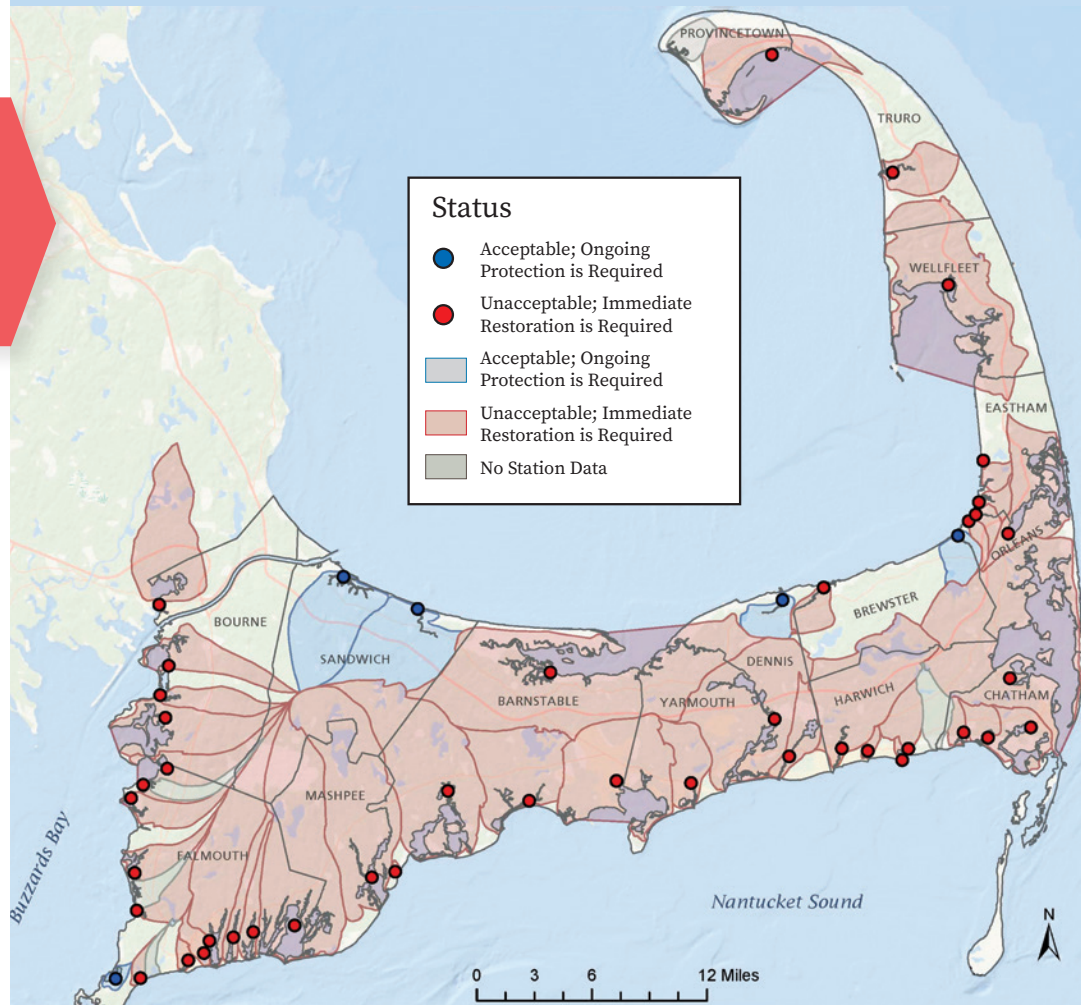 PROVINCETOWN
TRURO
Status
Acceptable; Ongoing
Protection is Required
Unacceptable; Immediate
Restoration is Required
Acceptable; Ongoing
Protection is Required
Unacceptable; Immediate
Restoration is Required
No Station Data
WELLFLEET
EASTHAM
ORLEANS
BREWSTER
BOURNE
SANDWICH
DENNIS
BARNSTABLE
YARMOUTH
HARWICH
CHATHAM
MASHPEE
FALMOUTH
Buzzards Bay
Nantucket Sound
N
0 3 6 12 Miles